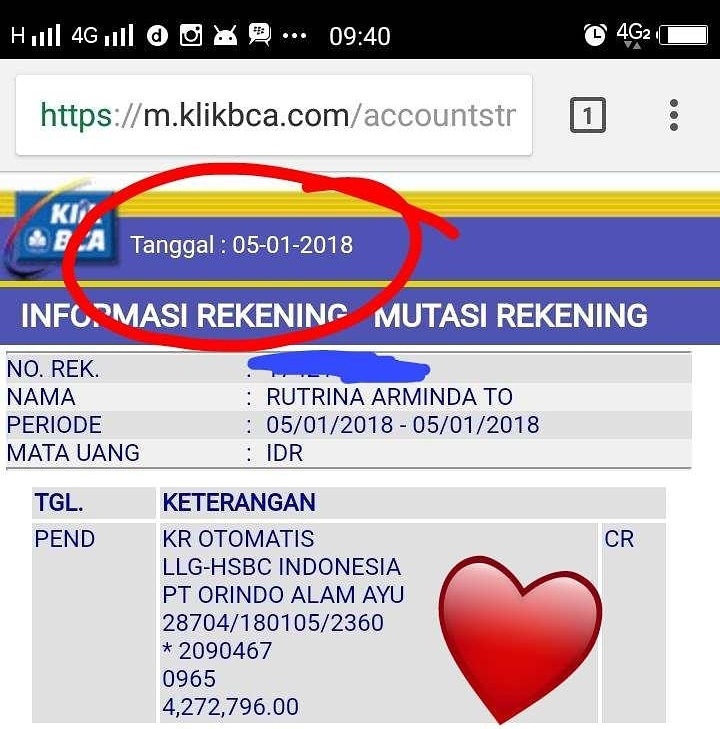 H 4G 09:40 4G2
https://m.klikbca.com/accountstr 1
KLIK
BCA
Tanggal : 05-01-2018
INFORMASI REKENING - MUTASI REKENING
NO. REK. :
NAMA : RUTRINA ARMINDA TO
PERIODE : 05/01/2018 - 05/01/2018
MATA UANG : IDR
TGL. KETERANGAN
PEND KR OTOMATIS CR
LLG-HSBC INDONESIA
PT ORINDO ALAM AYU
28704/180105/2360
* 2090467
0965
4,272,796.00